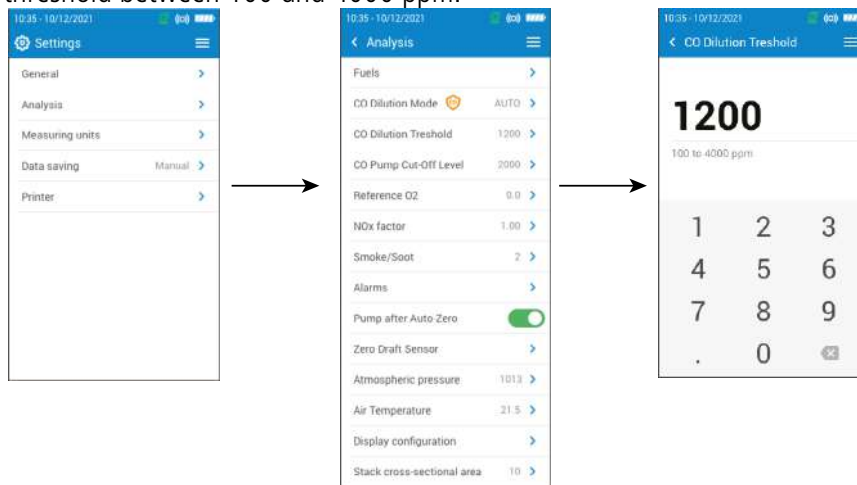 threshold between 100 and 4000 ppm.
10:35 - 10/12/2021
Settings
General
Analysis
Measuring units
Data saving Manual
Printer
10:35 - 10/12/2021
Analysis
Fuels
CO Dilution Mode AUTO
CO Dilution Treshold 1200
CO Pump Cut-Off Level 2000
Reference O2 0.0
NOx factor 1.00
Smoke/Soot 2
Alarms
Pump after Auto Zero
Zero Draft Sensor
Atmospheric pressure 1013
Air Temperature 21.5
Display configuration
Stack cross-sectional area 10
10:35 - 10/12/2021
CO Dilution Treshold
1200
100 to 4000 ppm
1 2 3
4 5 6
7 8 9
. 0